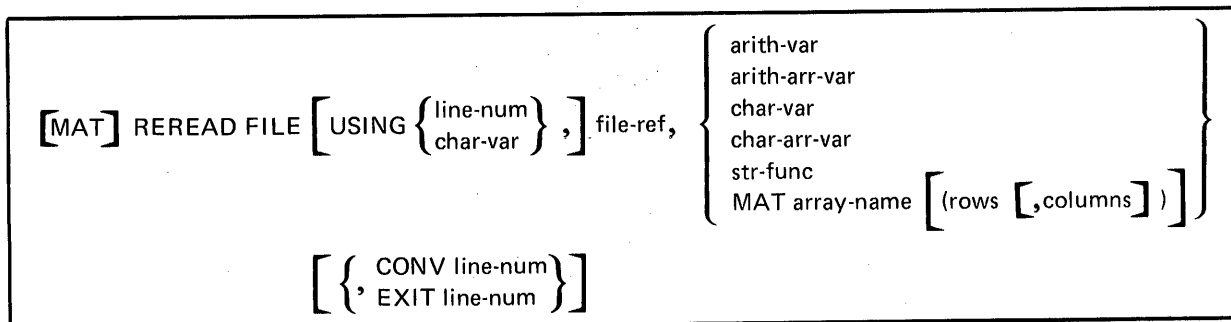 arith-var
arith-arr-var
line-num
char-var
[MAT] REREAD FILE [USING { } ,] file-ref, {
char-var
char-arr-var
str-func
MAT array-name [(rows [,columns] )] }
[{, CONV line-num
EXIT line-num }]